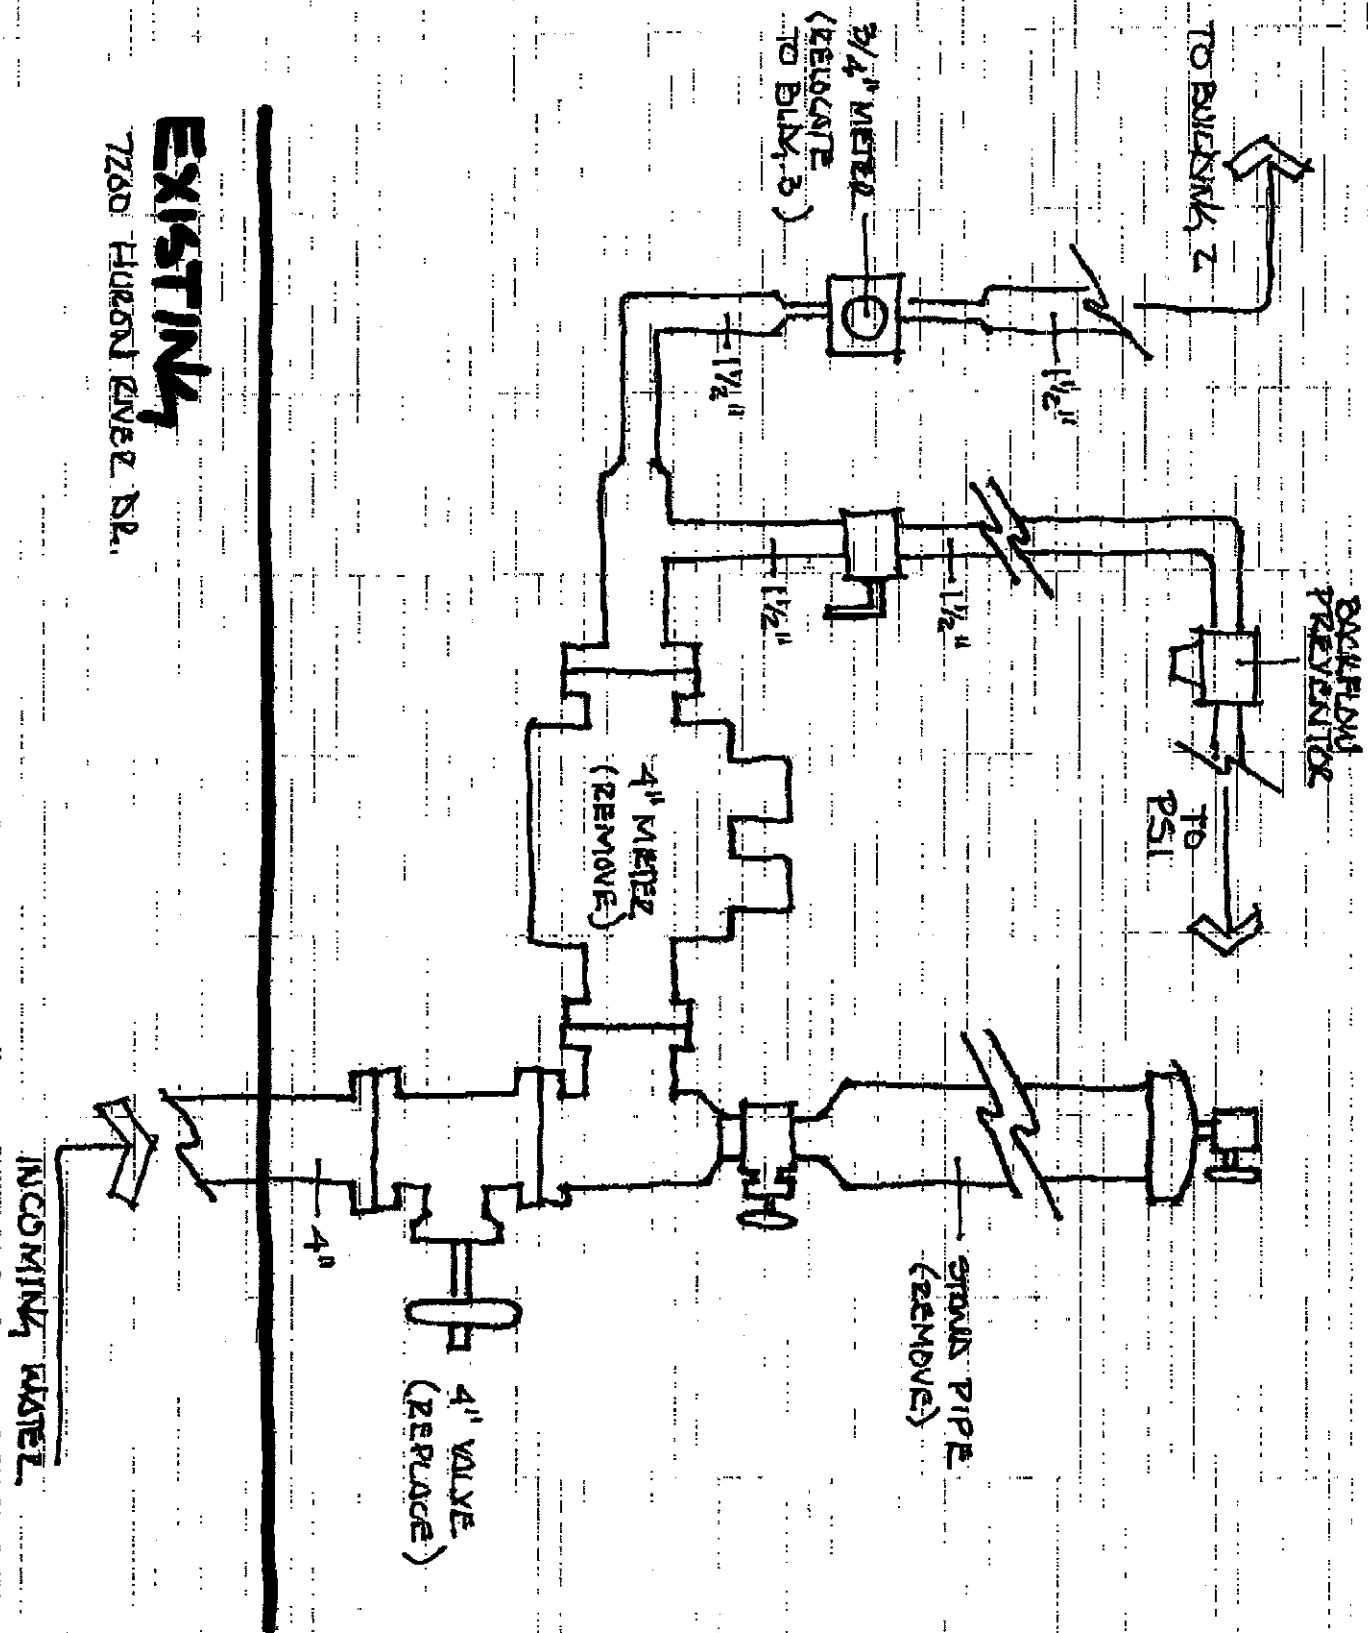 TO BUILDING 2
3/4" METER
(RELOCATE
TO BLDG. 3)
1 1/2"
1 1/2"
BACKFLOW
PREVENTOR
TO
PSI
1 1/2"
1 1/2"
4" METER
(REMOVE)
STAND PIPE
(REMOVE)
4" VALVE
(REPLACE)
4"
INCOMING WATER
EXISTING
7260 HURON RIVER DR.